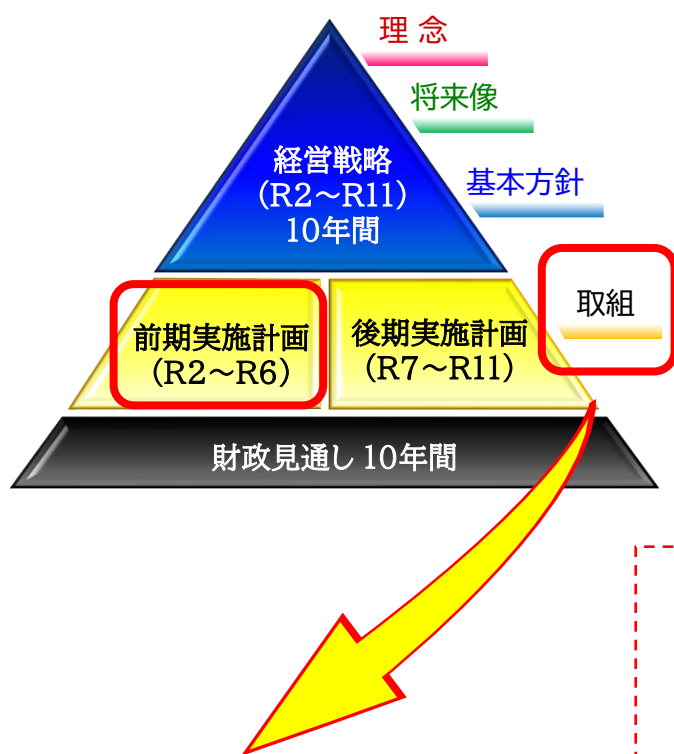 理 念
将来像
基本方針
経営戦略
(R2～R11)
10年間
取組
前期実施計画
(R2～R6)
後期実施計画
(R7～R11)
財政見通し 10年間